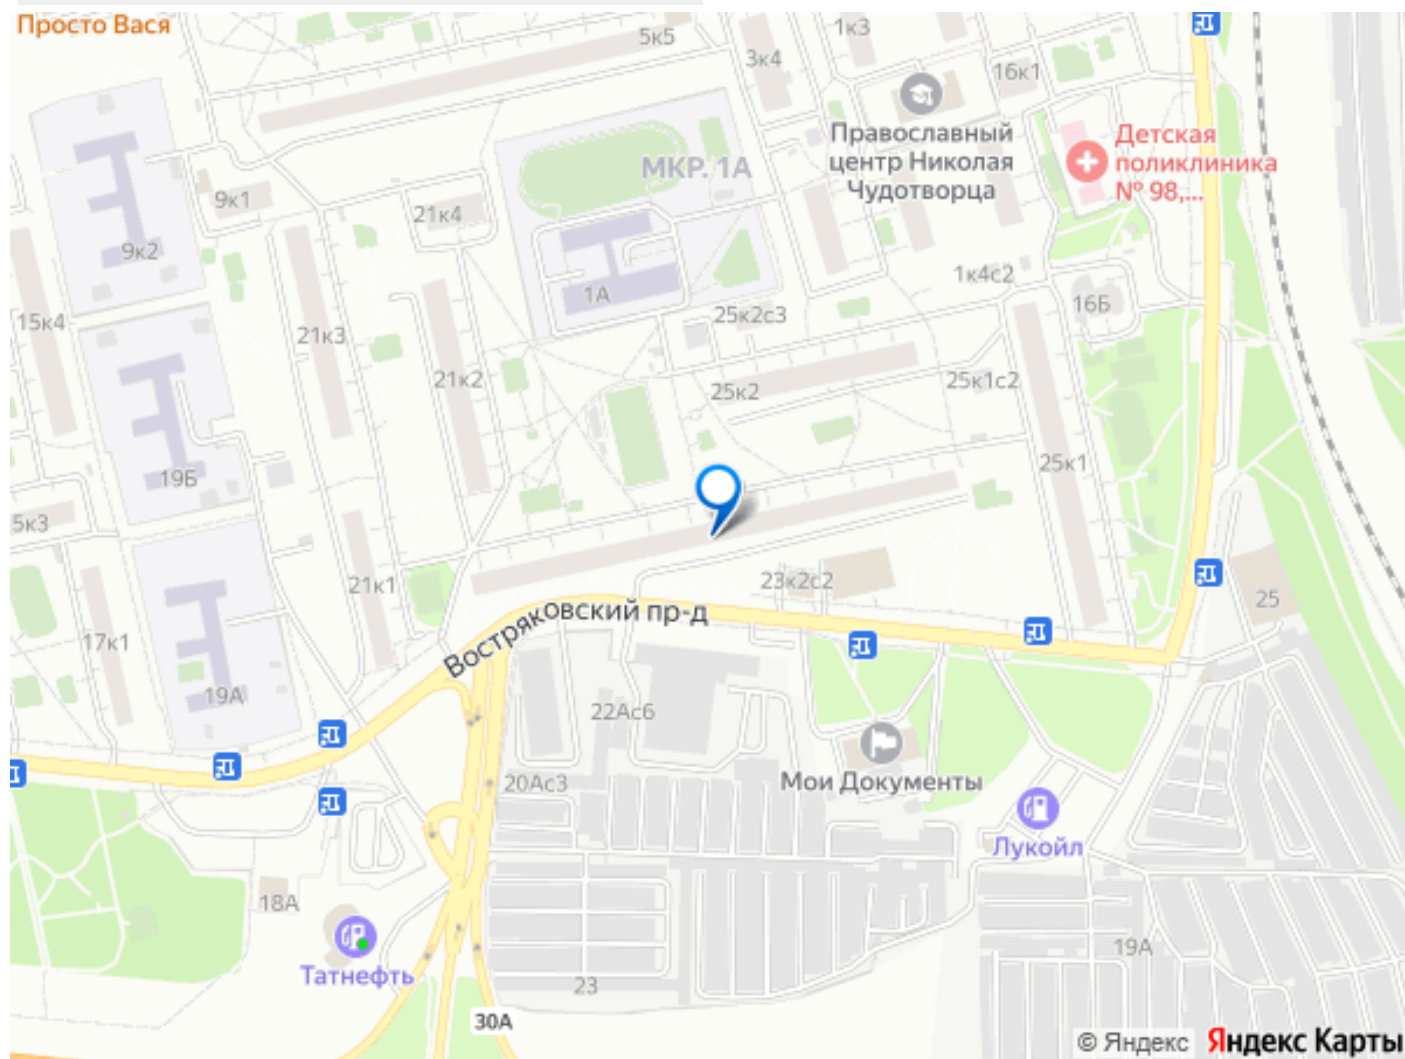 Просто Вася
5к5
1к3
3к4
16к1
Православный
центр Николая
Чудотворца
Детская
поликлиника
№ 98,...
МКР. 1А
9к1
21к4
9к2
1А
1к4с2
16Б
15к4
21к3
25к2с3
21к2
25к2
25к1с2
19Б
25к1
5к3
21к1
23к2с2
25
Востряковский пр-д
17к1
19А
22Ас6
20Ас3
Мои Документы
Лукойл
18А
Татнефть
19А
23
30А
© Яндекс Яндекс Карты